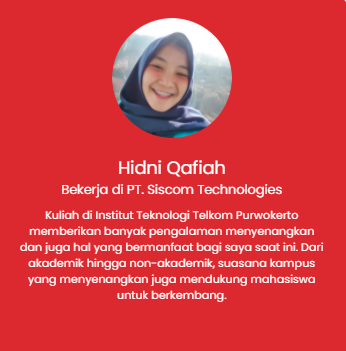 Hidni Qafiah
Bekerja di PT. Siscom Technologies
Kuliah di Institut Teknologi Telkom Purwokerto
memberikan banyak pengalaman menyenangkan
dan juga hal yang bermanfaat bagi saya saat ini. Dari
akademik hingga non-akademik, suasana kampus
yang menyenangkan juga mendukung mahasiswa
untuk berkembang.